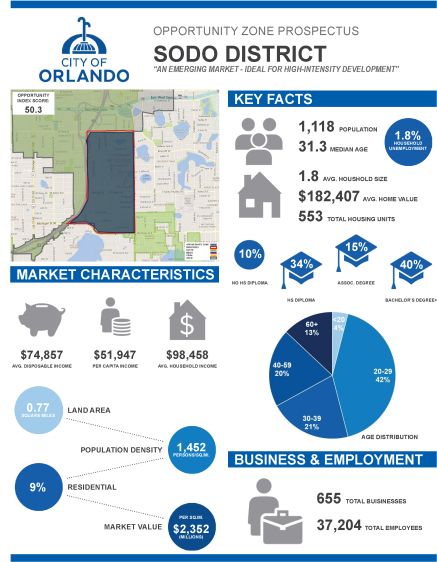 CITY OF
ORLANDO
OPPORTUNITY ZONE PROSPECTUS
SODO DISTRICT
"AN EMERGING MARKET - IDEAL FOR HIGH-INTENSITY DEVELOPMENT"
OPPORTUNITY
INDEX SCORE:
50.3
KEY FACTS
1,118 POPULATION
31.3 MEDIAN AGE
1.8%
HOUSEHOLD
UNEMPLOYMENT
1.8 AVG. HOUSHOLD SIZE
$182,407 AVG. HOME VALUE
553 TOTAL HOUSING UNITS
10%
NO HS DIPLOMA
34%
HS DIPLOMA
15%
ASSOC. DEGREE
40%
BACHELOR'S DEGREE+
MARKET CHARACTERISTICS
$74,857
AVG. DISPOSABLE INCOME
$51,947
PER CAPITA INCOME
$98,458
AVG. HOUSEHOLD INCOME
0.77
SQUARE MILES
LAND AREA
POPULATION DENSITY
1,452
PERSONS/SQ.MI.
9%
RESIDENTIAL
MARKET VALUE
PER SQ.MI.
$2,352
(MILLIONS)
<20
4%
20-29
42%
30-39
21%
40-59
20%
60+
13%
AGE DISTRIBUTION
BUSINESS & EMPLOYMENT
655 TOTAL BUISINESSES
37,204 TOTAL EMPLOYEES